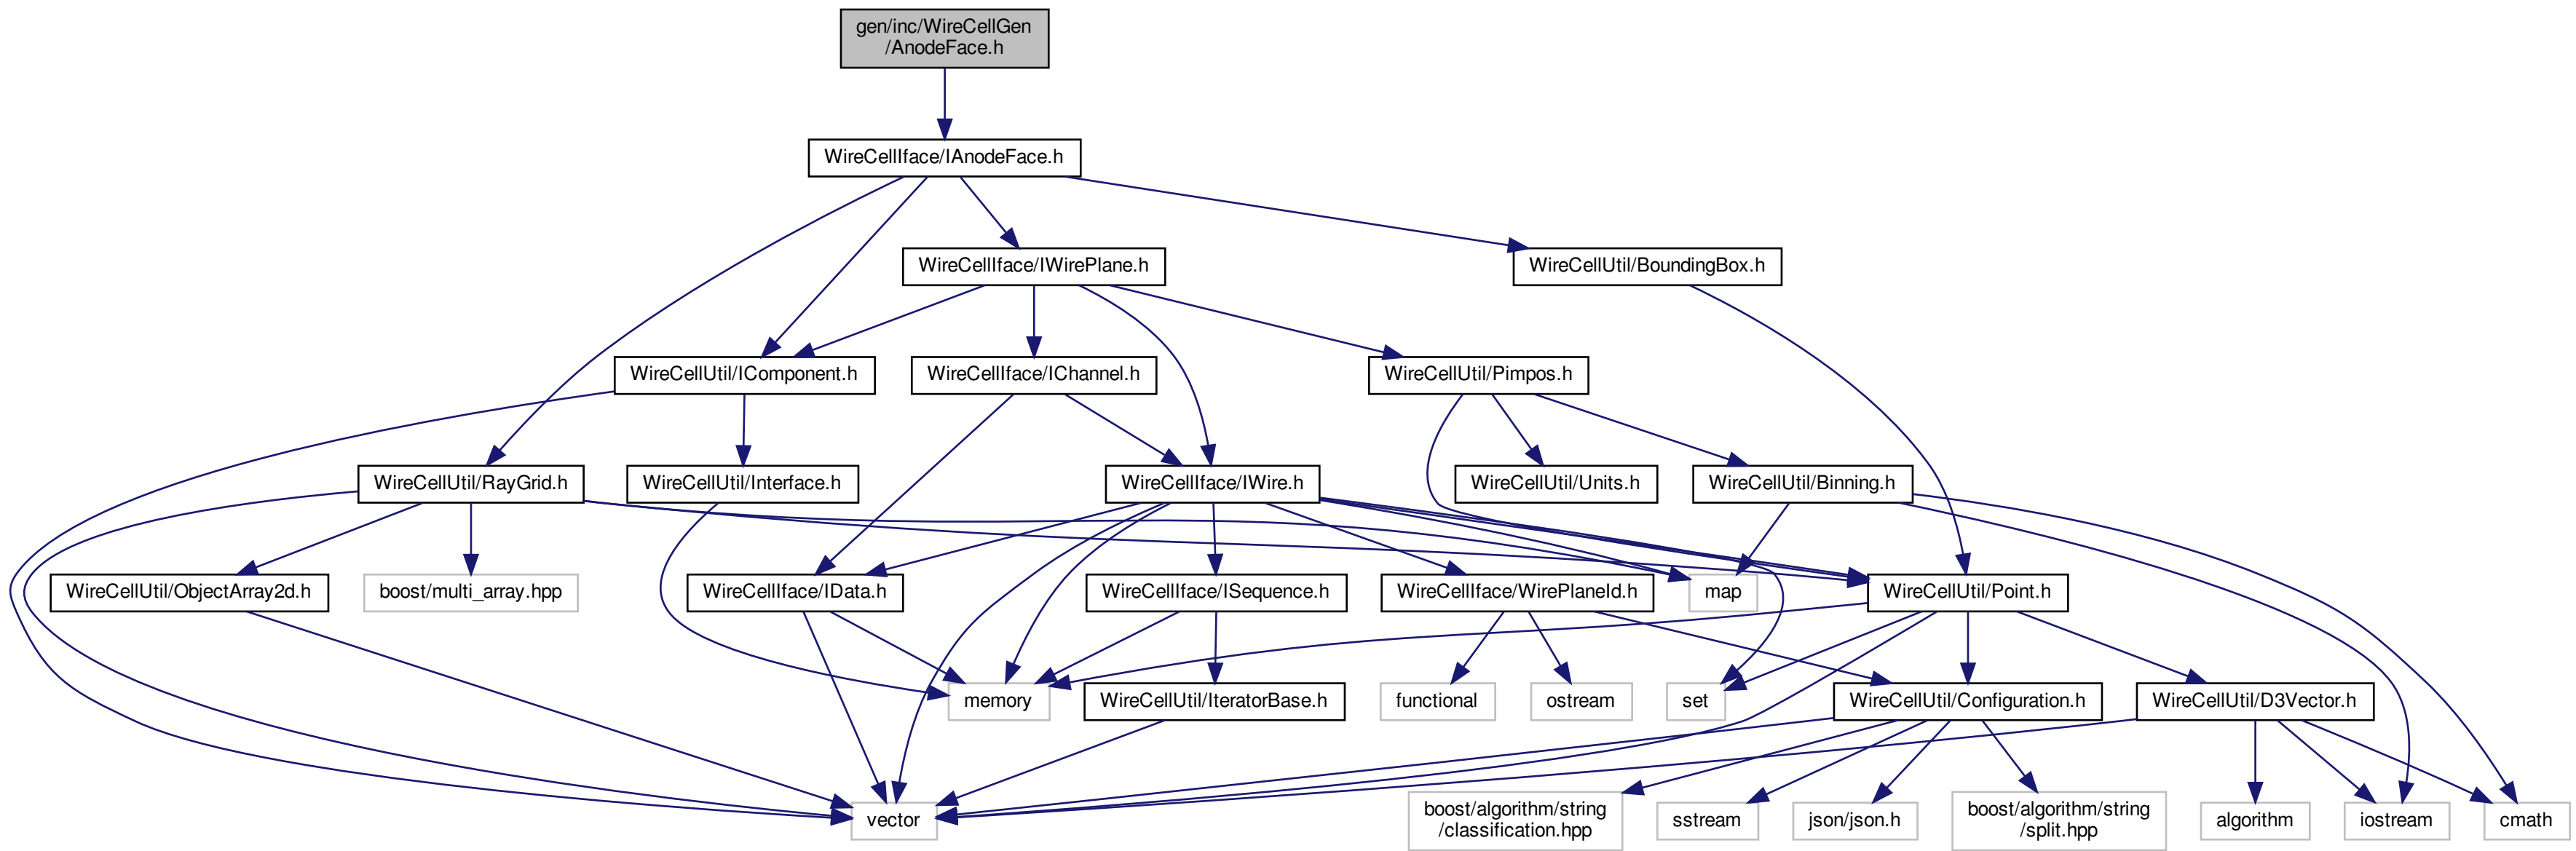 gen/inc/WireCellGen
/AnodeFace.h
WireCellIface/IAnodeFace.h
WireCellIface/IWirePlane.h
WireCellUtil/BoundingBox.h
WireCellUtil/IComponent.h
WireCellIface/IChannel.h
WireCellUtil/Pimpos.h
WireCellUtil/RayGrid.h
WireCellUtil/Interface.h
WireCellIface/IWire.h
WireCellUtil/Units.h
WireCellUtil/Binning.h
WireCellUtil/ObjectArray2d.h
boost/multi_array.hpp
WireCellIface/IData.h
WireCellIface/ISequence.h
WireCellIface/WirePlaneId.h
map
WireCellUtil/Point.h
memory
WireCellUtil/IteratorBase.h
functional
ostream
set
WireCellUtil/Configuration.h
WireCellUtil/D3Vector.h
vector
boost/algorithm/string
/classification.hpp
sstream
json/json.h
boost/algorithm/string
/split.hpp
algorithm
iostream
cmath